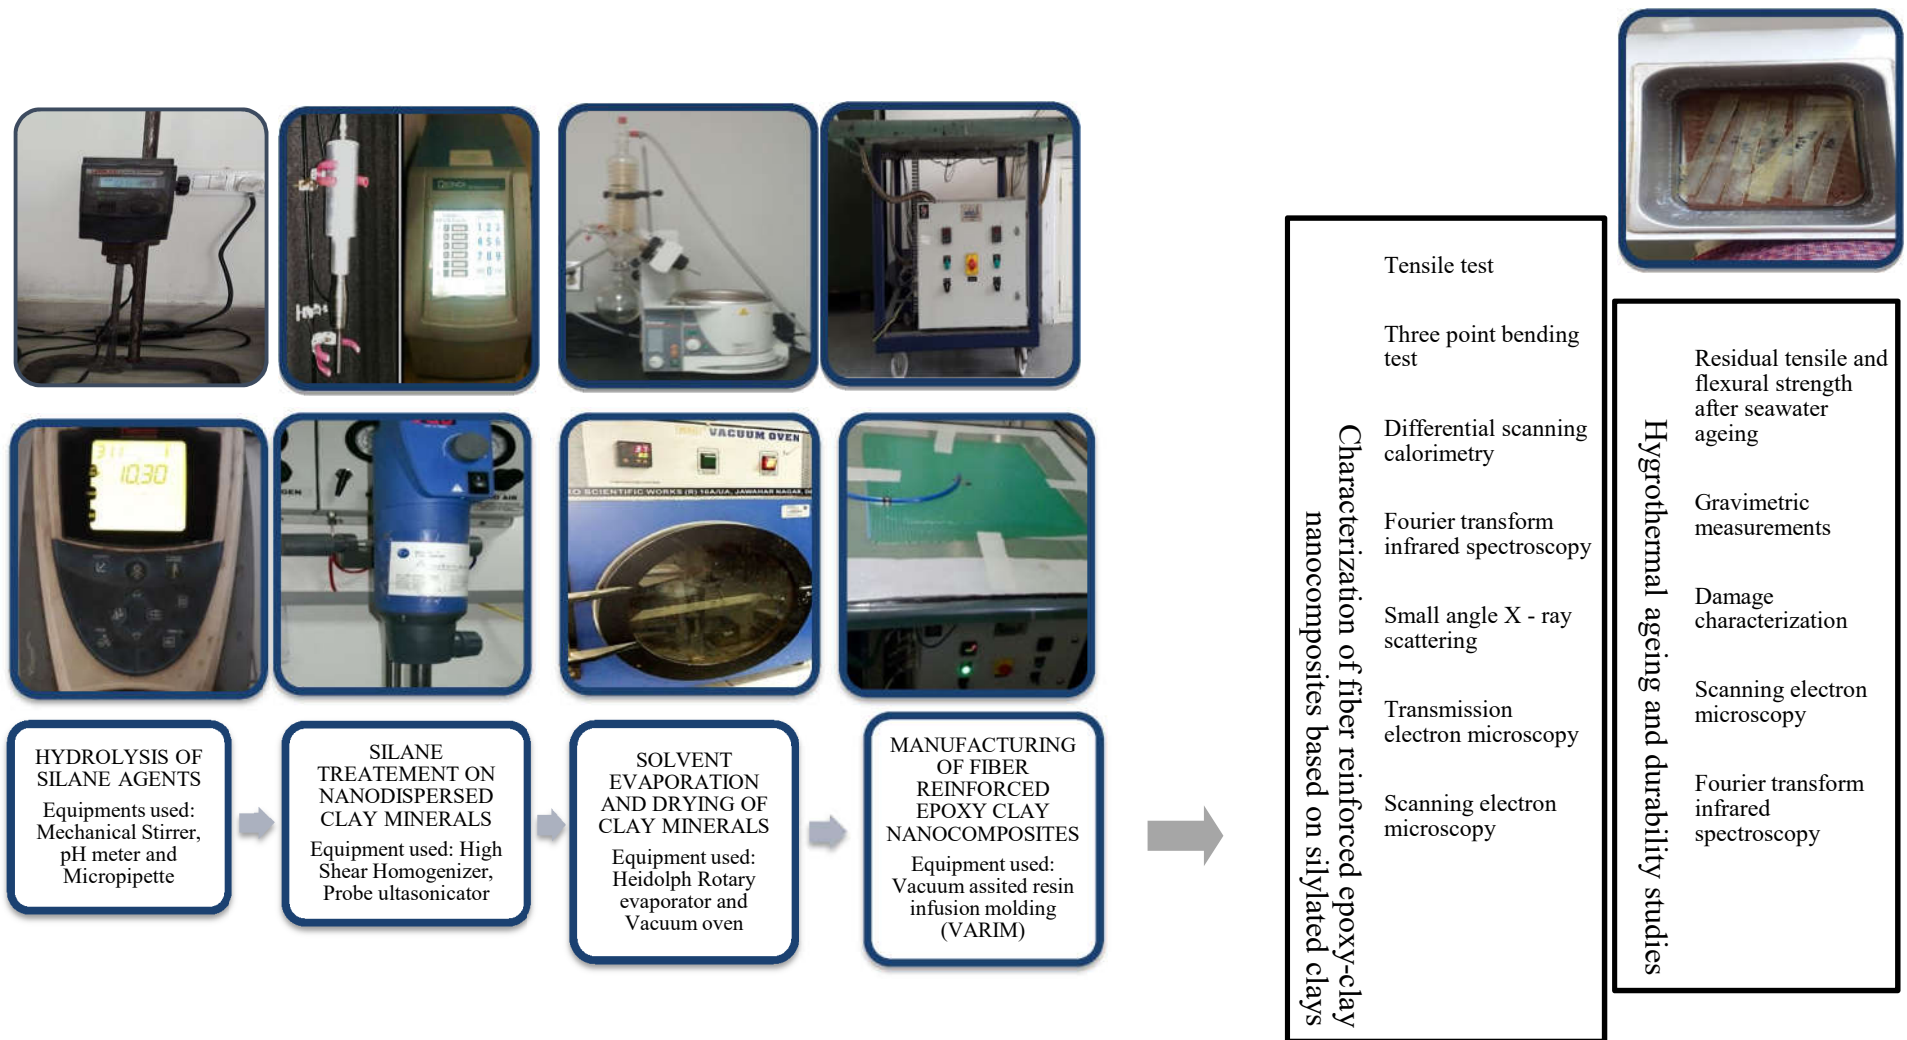 10.30
VACUUM OVEN
SCIENTIFIC WORKS (R) 16A/UA, JAWAHAR NAGAR,
HYDROLYSIS OF
SILANE AGENTS
Equipments used:
Mechanical Stirrer,
pH meter and
Micropipette
SILANE
TREATEMENT ON
NANODISPERSED
CLAY MINERALS
Equipment used: High
Shear Homogenizer,
Probe ultasonicator
SOLVENT
EVAPORATION
AND DRYING OF
CLAY MINERALS
Equipment used:
Heidolph Rotary
evaporator and
Vacuum oven
MANUFACTURING
OF FIBER
REINFORCED
EPOXY CLAY
NANOCOMPOSITES
Equipment used:
Vacuum assited resin
infusion molding
(VARIM)
Characterization of fiber reinforced epoxy-clay
nanocomposites based on silylated clays
Tensile test
Three point bending
test
Differential scanning
calorimetry
Fourier transform
infrared spectroscopy
Small angle X - ray
scattering
Transmission
electron microscopy
Scanning electron
microscopy
Hygrothermal ageing and durability studies
Residual tensile and
flexural strength
after seawater
ageing
Gravimetric
measurements
Damage
characterization
Scanning electron
microscopy
Fourier transform
infrared
spectroscopy